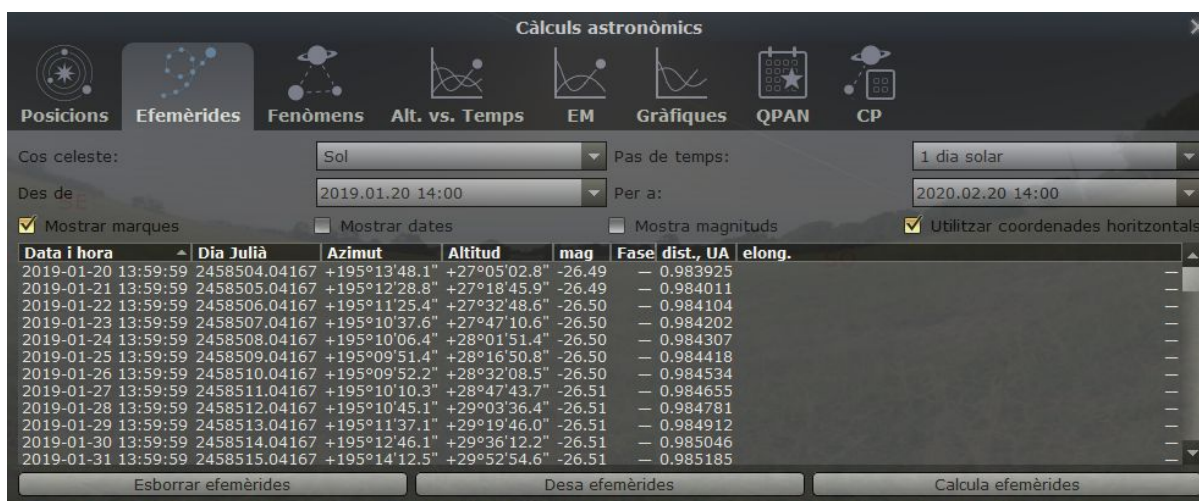 Càlculs astronòmics
Posicions Efemèrides Fenòmens Alt. vs. Temps EM Gràfiques QPAN CP
Cos celeste: Sol Pas de temps: 1 dia solar
Des de 2019.01.20 14:00 Per a: 2020.02.20 14:00
Mostrar marques Mostrar dates Mostra magnituds Utilitzar coordenades horitzontals
Data i hora Dia Julià Azimut Altitud mag Fase dist., UA elong.
2019-01-20 13:59:59 2458504.04167 +195°13'48.1" +27°05'02.8" -26.49 — 0.983925 —
2019-01-21 13:59:59 2458505.04167 +195°12'28.8" +27°18'45.9" -26.49 — 0.984011 —
2019-01-22 13:59:59 2458506.04167 +195°11'25.4" +27°32'48.6" -26.50 — 0.984104 —
2019-01-23 13:59:59 2458507.04167 +195°10'37.6" +27°47'10.6" -26.50 — 0.984202 —
2019-01-24 13:59:59 2458508.04167 +195°10'06.4" +28°01'51.4" -26.50 — 0.984307 —
2019-01-25 13:59:59 2458509.04167 +195°09'51.4" +28°16'50.8" -26.50 — 0.984418 —
2019-01-26 13:59:59 2458510.04167 +195°09'52.2" +28°32'08.5" -26.50 — 0.984534 —
2019-01-27 13:59:59 2458511.04167 +195°10'10.3" +28°47'43.7" -26.51 — 0.984655 —
2019-01-28 13:59:59 2458512.04167 +195°10'45.1" +29°03'36.4" -26.51 — 0.984781 —
2019-01-29 13:59:59 2458513.04167 +195°11'37.1" +29°19'46.0" -26.51 — 0.984912 —
2019-01-30 13:59:59 2458514.04167 +195°12'46.1" +29°36'12.2" -26.51 — 0.985046 —
2019-01-31 13:59:59 2458515.04167 +195°14'12.5" +29°52'54.6" -26.51 — 0.985185 —
Esborrar efemèrides Desa efemèrides Calcula efemèrides